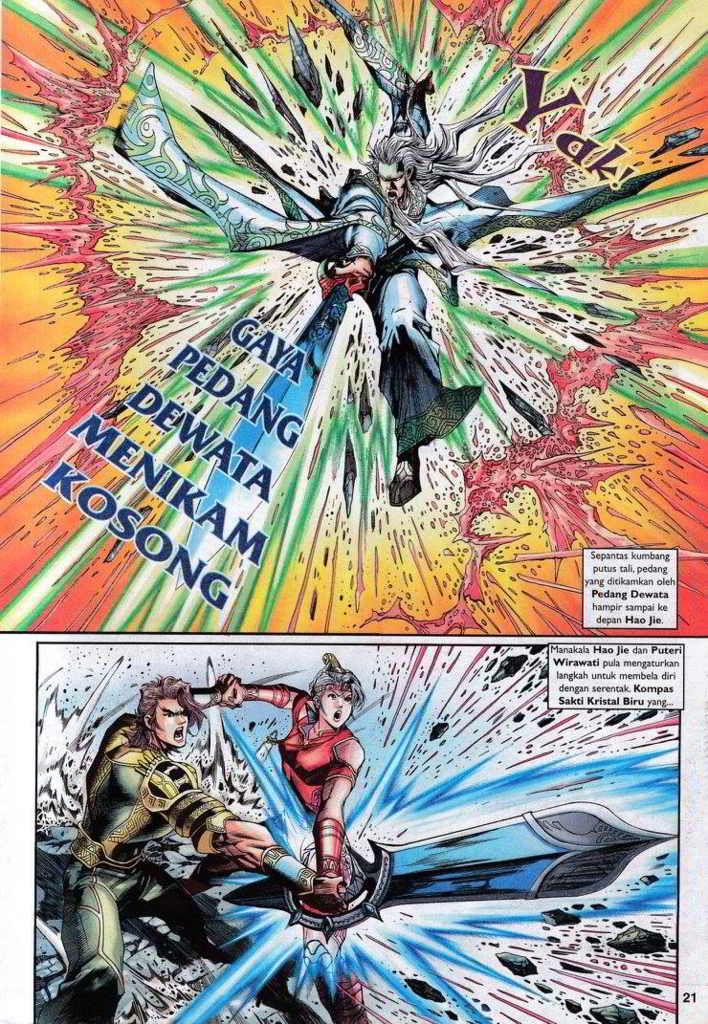 Yak!
GAYA
PEDANG
DEWATA
MENIKAM
KOSONG
Sepantas kumbang
putus tali, pedang
yang ditikamkan oleh
Pedang Dewata
hampir sampai ke
depan Hao Jie.
Manakala Hao Jie dan Puteri
Wirawati pula mengaturkan
langkah untuk membela diri
dengan serentak. Kompas
Sakti Kristal Biru yang...
21